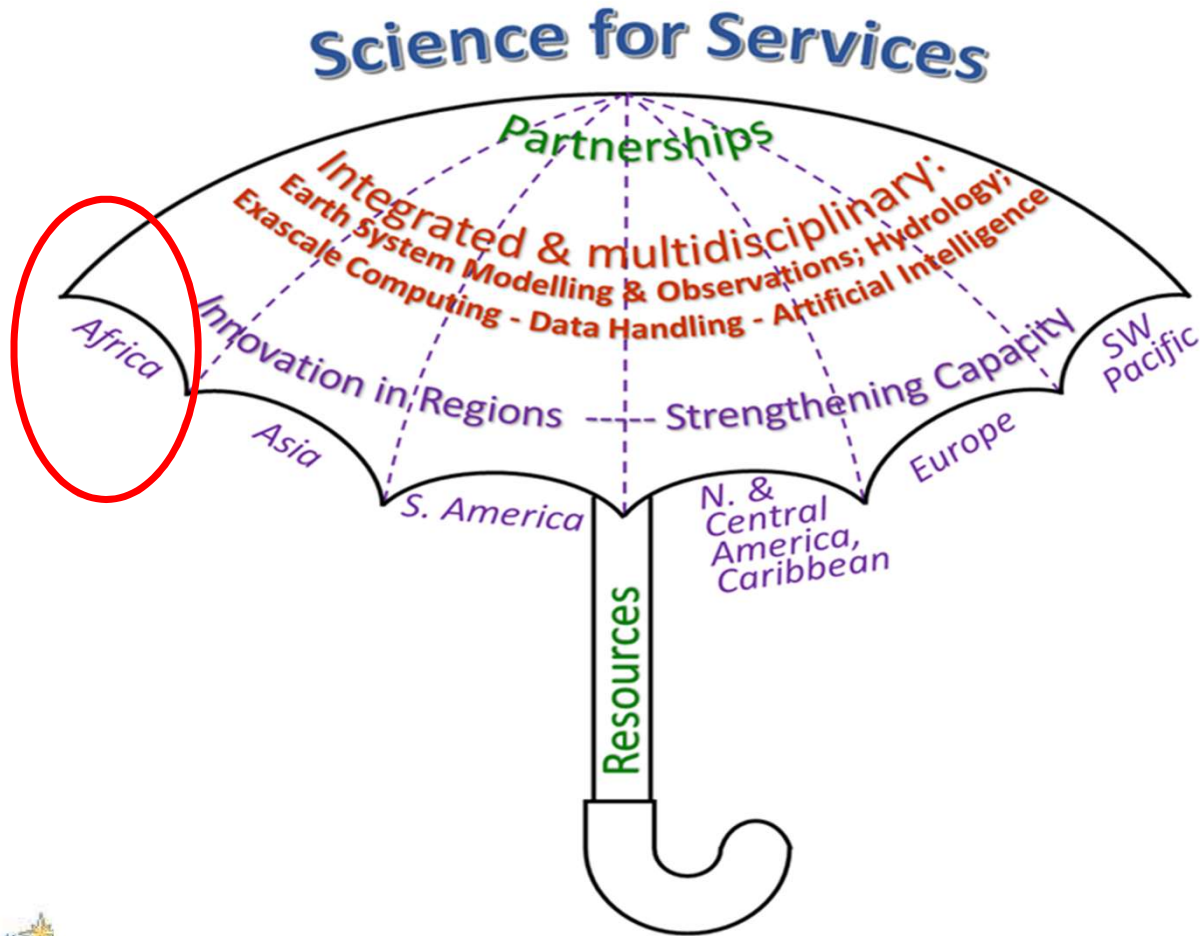 Science for Services
Partnerships
Integrated & multidisciplinary:
Earth System Modelling & Observations; Hydrology;
Exascale Computing - Data Handling - Artificial Intelligence
Innovation in Regions ----- Strengthening Capacity
Africa
Asia
S. America
N. &
Central
America,
Caribbean
Europe
SW
Pacific
Resources